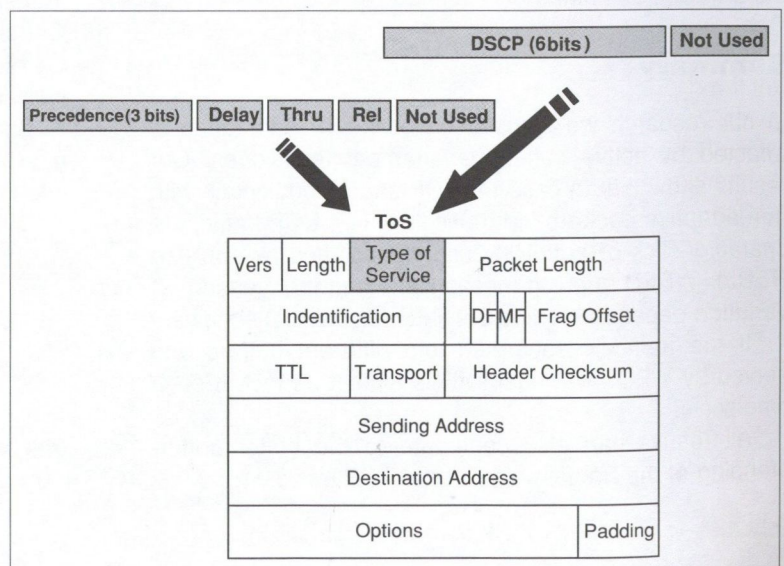 DSCP (6bits) Not Used
Precedence(3 bits) Delay Thru Rel Not Used
ToS
Vers Length Type of Service Packet Length
Indentification DF MF Frag Offset
TTL Transport Header Checksum
Sending Address
Destination Address
Options Padding